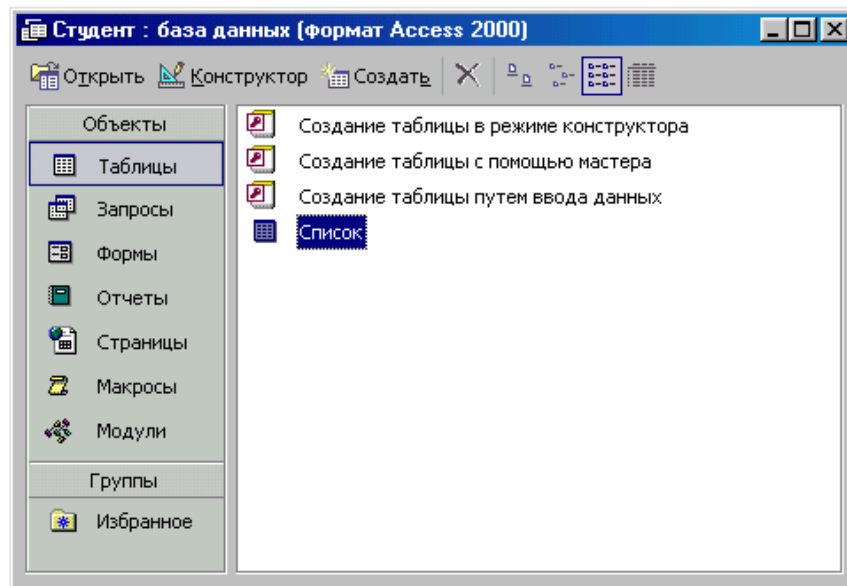 Студент : база данных (формат Access 2000)
Открыть Конструктор Создать
Объекты
Таблицы
Запросы
Формы
Отчеты
Страницы
Макросы
Модули
Группы
Избранное
Создание таблицы в режиме конструктора
Создание таблицы с помощью мастера
Создание таблицы путем ввода данных
Список